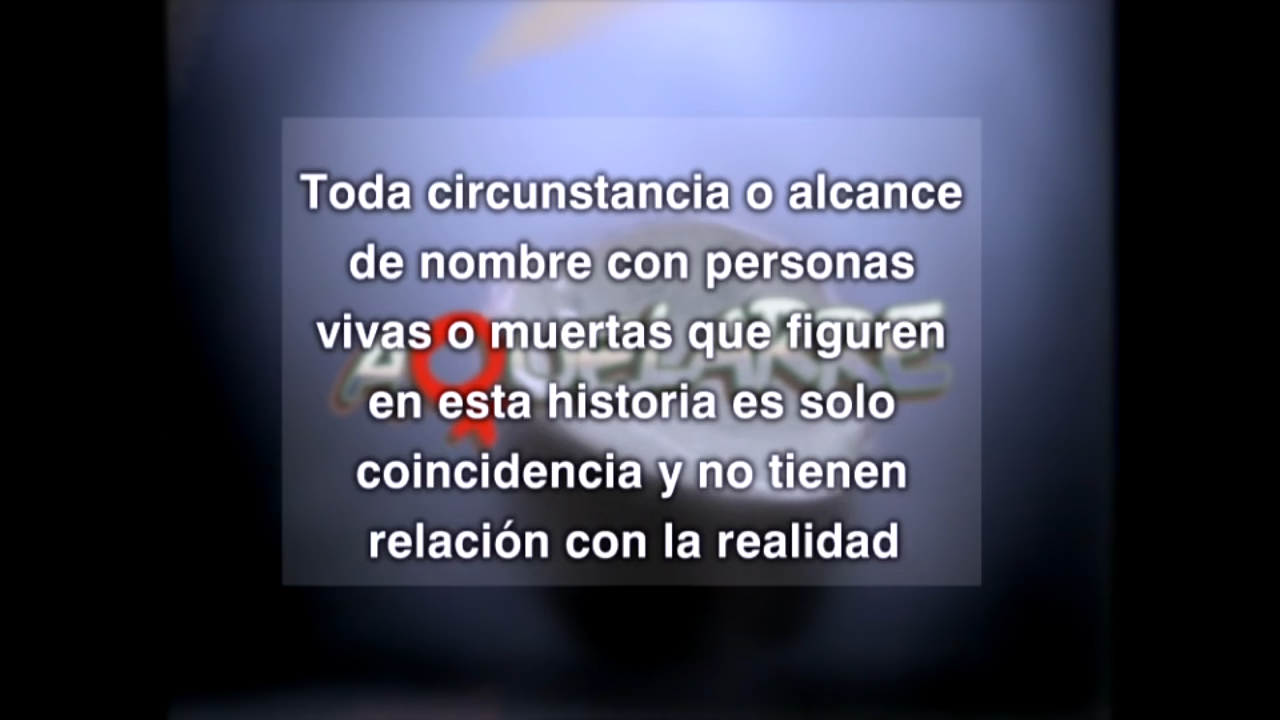 Toda circunstancia o alcance
de nombre con personas
vivas o muertas que figuren
en esta historia es solo
coincidencia y no tienen
relación con la realidad
AQUELARRE